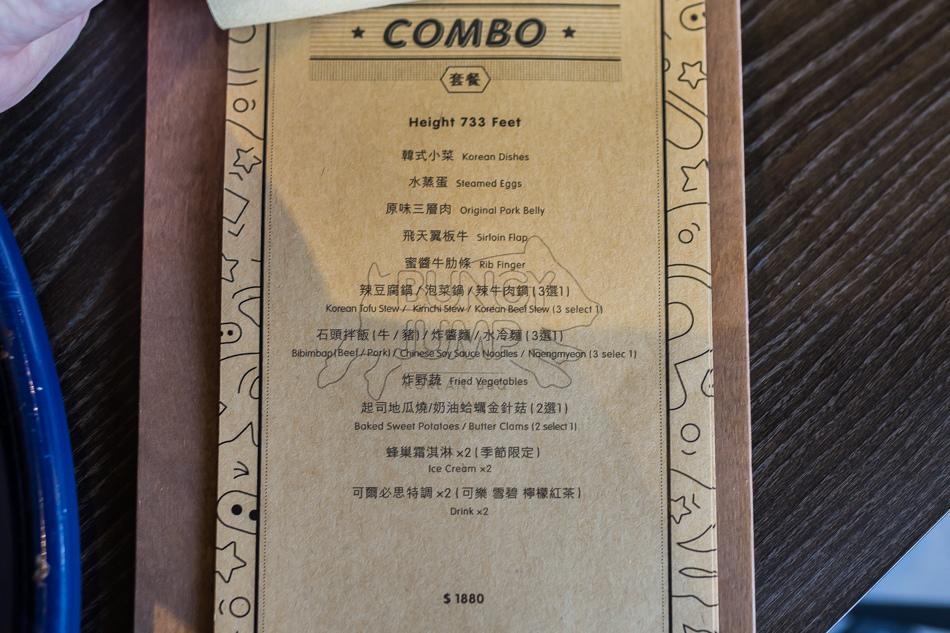 ★ COMBO ★
套餐
Height 733 Feet
韓式小菜 Korean Dishes
水蒸蛋 Steamed Eggs
原味三層肉 Original Pork Belly
飛天翼板牛 Sirloin Flap
蜜醬牛肋條 Rib Finger
BUNGY
辣豆腐鍋 / 泡菜鍋 / 辣牛肉鍋 ( 3選1 )
Korean Tofu Stew / Kimchi Stew / Korean Beef Stew (3 select 1)
JUMP
石頭拌飯 ( 牛 / 豬 ) / 炸醬麵 / 水冷麵 ( 3選1 )
Bibimbap(Beef / Pork) / Chinese Soy Sauce Noodles / Naengmyeon (3 selec 1)
炸野蔬 Fried Vegetables
KOREAN BBQ
起司地瓜燒/奶油蛤蠣金針菇 ( 2選1 )
Baked Sweet Potatoes / Butter Clams (2 select 1)
蜂巢霜淇淋 ×2 ( 季節限定 )
Ice Cream ×2
可爾必思特調 ×2 ( 可樂 雪碧 檸檬紅茶 )
Drink ×2
$ 1880